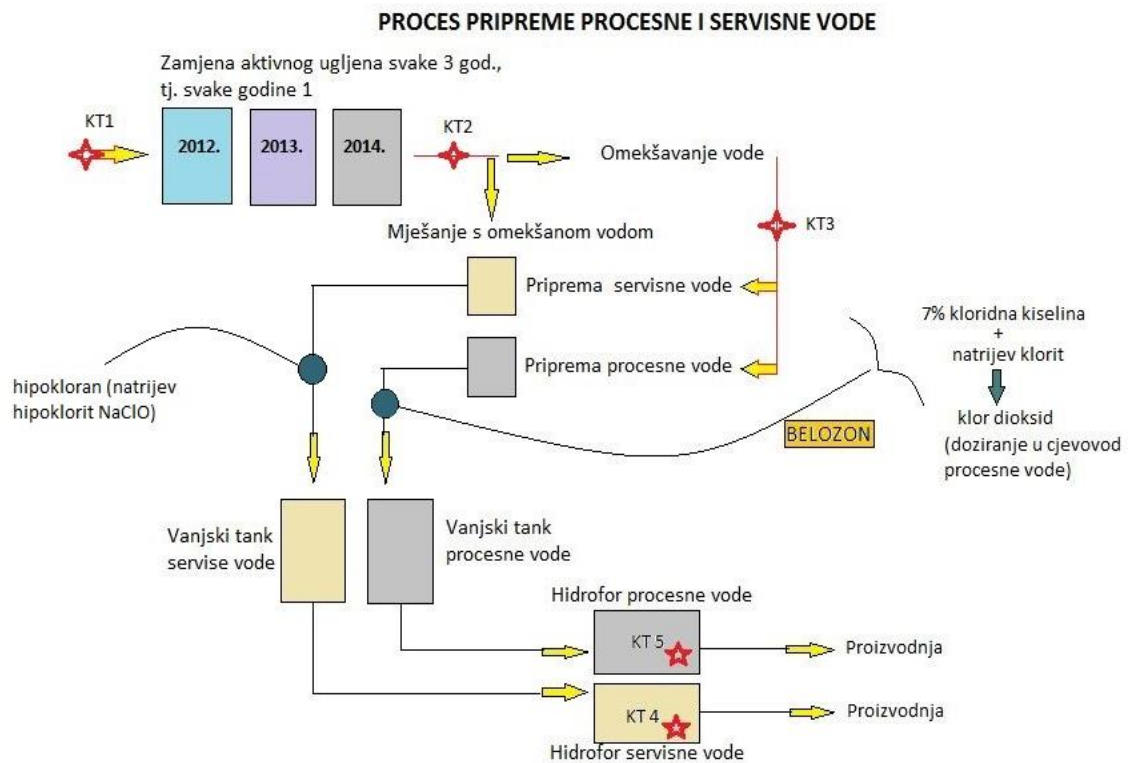 PROCES PRIPREME PROCESNE I SERVISNE VODE
Zamjena aktivnog ugljena svake 3 god.,
tj. svake godine 1
KT1
2012.
2013.
2014.
KT2
Omekšavanje vode
KT3
Mješanje s omekšanom vodom
Priprema servisne vode
Priprema procesne vode
7% kloridna kiselina
+
natrijev klorit
klor dioksid
(doziranje u cjevovod
procesne vode)
BELOZON
hipokloran (natrijev
hipoklorit NaClO)
Vanjski tank
servise vode
Vanjski tank
procesne vode
Hidrofor procesne vode
KT 5
Proizvodnja
KT 4
Proizvodnja
Hidrofor servisne vode